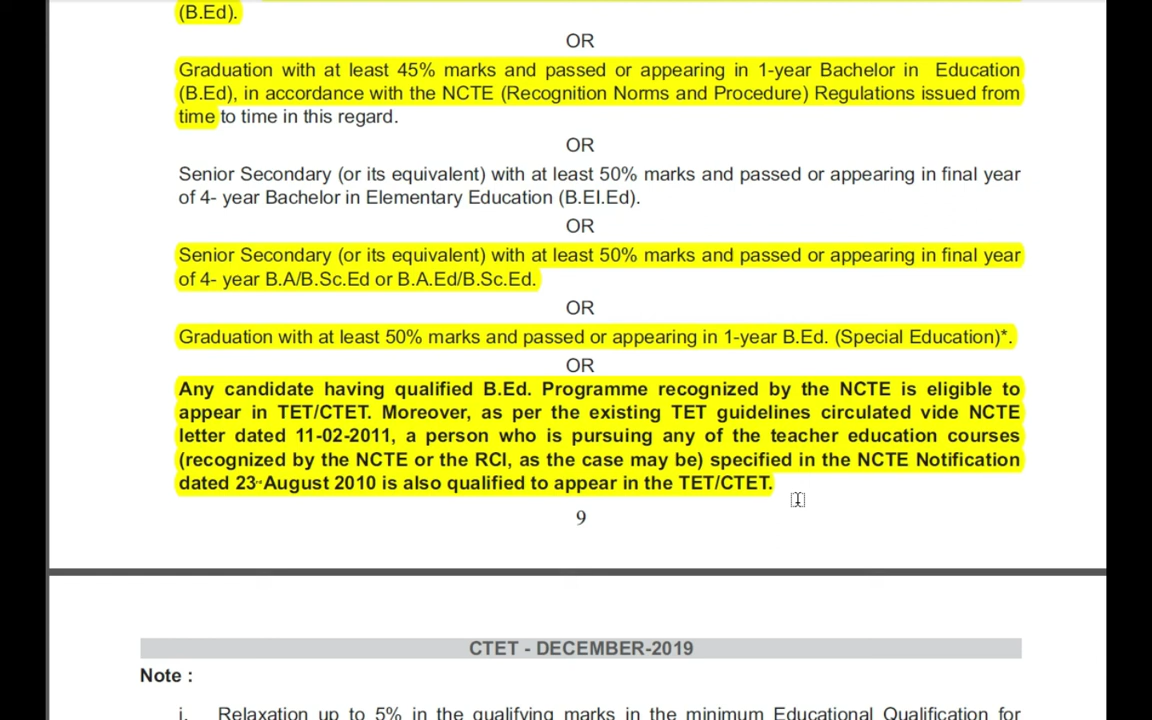 (B.Ed).
OR
Graduation with at least 45% marks and passed or appearing in 1-year Bachelor in Education
(B.Ed), in accordance with the NCTE (Recognition Norms and Procedure) Regulations issued from
time to time in this regard.
OR
Senior Secondary (or its equivalent) with at least 50% marks and passed or appearing in final year
of 4- year Bachelor in Elementary Education (B.El.Ed).
OR
Senior Secondary (or its equivalent) with at least 50% marks and passed or appearing in final year
of 4- year B.A/B.Sc.Ed or B.A.Ed/B.Sc.Ed.
OR
Graduation with at least 50% marks and passed or appearing in 1-year B.Ed. (Special Education)*.
OR
Any candidate having qualified B.Ed. Programme recognized by the NCTE is eligible to
appear in TET/CTET. Moreover, as per the existing TET guidelines circulated vide NCTE
letter dated 11-02-2011, a person who is pursuing any of the teacher education courses
(recognized by the NCTE or the RCI, as the case may be) specified in the NCTE Notification
dated 23rd August 2010 is also qualified to appear in the TET/CTET.
9
CTET - DECEMBER-2019
Note :
i. Relaxation up to 5% in the qualifying marks in the minimum Educational Qualification for